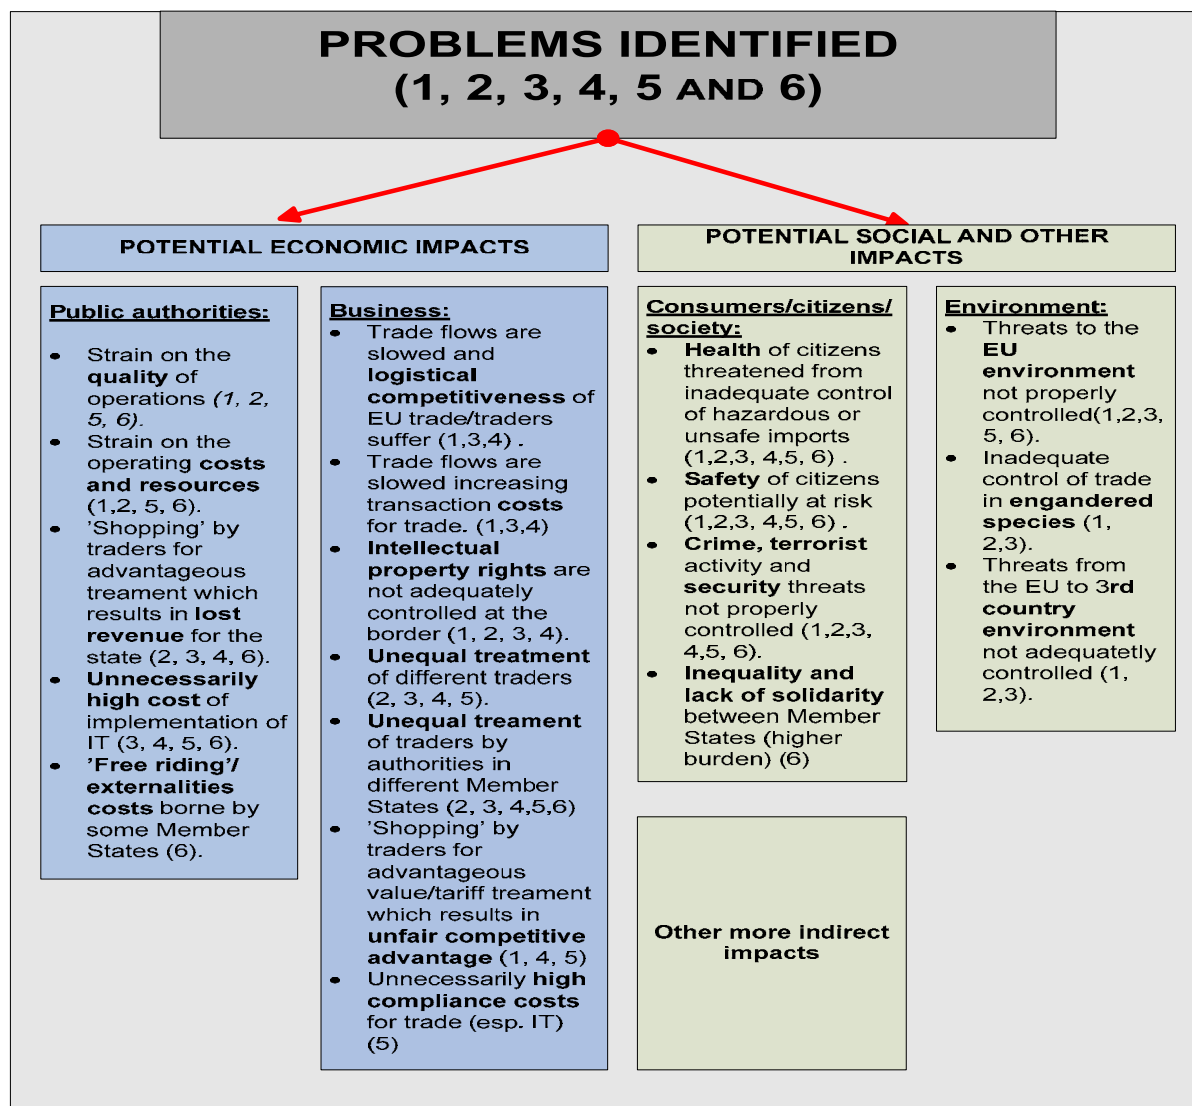 PROBLEMS IDENTIFIED
(1, 2, 3, 4, 5 AND 6)
POTENTIAL ECONOMIC IMPACTS
Public authorities:
• Strain on the
quality of
operations (1, 2,
5, 6).
• Strain on the
operating costs
and resources
(1,2, 5, 6).
• 'Shopping' by
traders for
advantageous
treament which
results in lost
revenue for the
state (2, 3, 4, 6).
• Unnecessarily
high cost of
implementation of
IT (3, 4, 5, 6).
• 'Free riding'/
externalities
costs borne by
some Member
States (6).
Business:
• Trade flows are
slowed and
logistical
competitiveness of
EU trade/traders
suffer (1,3,4) .
• Trade flows are
slowed increasing
transaction costs
for trade. (1,3,4)
• Intellectual
property rights are
not adequately
controlled at the
border (1, 2, 3, 4).
• Unequal treatment
of different traders
(2, 3, 4, 5).
• Unequal treament
of traders by
authorities in
different Member
States (2, 3, 4,5,6)
• 'Shopping' by
traders for
advantageous
value/tariff treament
which results in
unfair competitive
advantage (1, 4, 5)
• Unnecessarily high
compliance costs
for trade (esp. IT)
(5)
POTENTIAL SOCIAL AND OTHER
IMPACTS
Consumers/citizens/
society:
• Health of citizens
threatened from
inadequate control
of hazardous or
unsafe imports
(1,2,3, 4,5, 6) .
• Safety of citizens
potentially at risk
(1,2,3, 4,5, 6) .
• Crime, terrorist
activity and
security threats
not properly
controlled (1,2,3,
4,5, 6).
• Inequality and
lack of solidarity
between Member
States (higher
burden) (6)
Environment:
• Threats to the
EU
environment
not properly
controlled(1,2,3,
5, 6).
• Inadequate
control of trade
in engandered
species (1,
2,3).
• Threats from
the EU to 3rd
country
environment
not adequatetly
controlled (1,
2,3).
Other more indirect
impacts